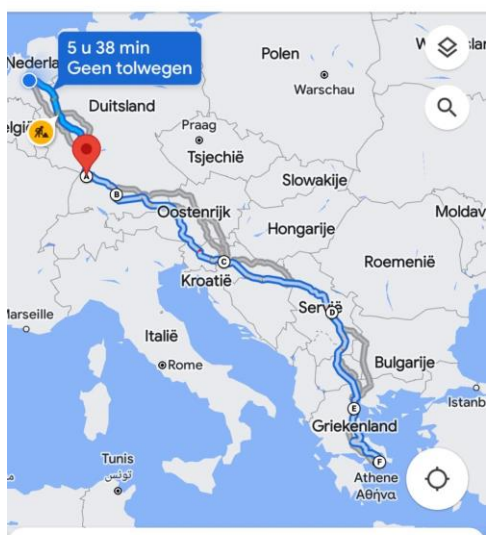 5 u 38 min
Geen tolwegen
Polen
Nederla
Warschau
Duitsland
Praag
Tsjechië
Slowakije
Moldav
Oostenrijk
Hongarije
Roemenië
Kroatië
Marseille
Servië
Italië
Rome
Bulgarije
Istanb
Griekenland
Tunis
تونس
Athene
Αθήνα
A
B
C
D
E
F